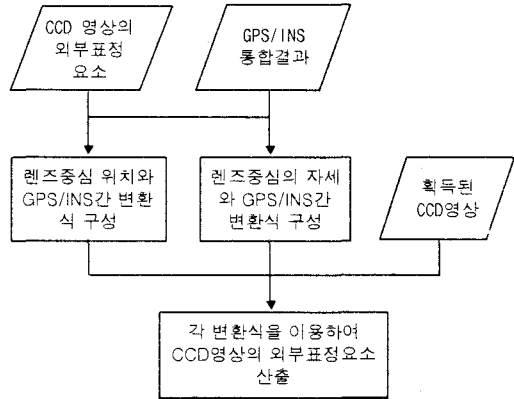 CCD 영상의
외부표정
요소
GPS/INS
통합결과
렌즈중심 위치와
GPS/INS간 변환
식 구성
렌즈중심의 자세
와 GPS/INS간
변환식 구성
획득된
CCD영상
각 변환식을 이용하여
CCD영상의 외부표정요소
산출